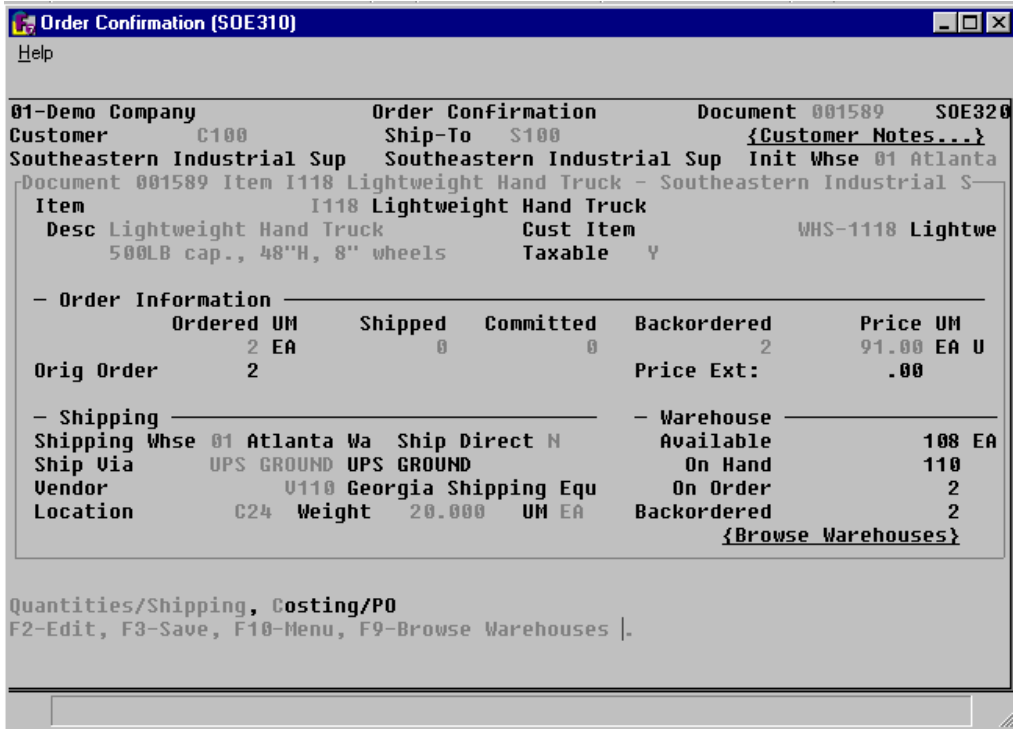 Order Confirmation (SOE310)
Help
01-Demo Company Order Confirmation Document 001589 SOE320
Customer C100 Ship-To S100 {Customer Notes...}
Southeastern Industrial Sup Southeastern Industrial Sup Init Whse 01 Atlanta
Document 001589 Item I118 Lightweight Hand Truck - Southeastern Industrial S
Item I118 Lightweight Hand Truck
Desc Lightweight Hand Truck Cust Item WHS-1118 Lightwe
500LB cap., 48"H, 8" wheels Taxable Y
- Order Information
Ordered UM Shipped Committed Backordered Price UM
2 EA 0 0 2 91.00 EA U
Orig Order 2 Price Ext: .00
- Shipping - Warehouse
Shipping Whse 01 Atlanta Wa Ship Direct N Available 108 EA
Ship Via UPS GROUND UPS GROUND On Hand 110
Vendor V110 Georgia Shipping Equ On Order 2
Location C24 Weight 20.000 UM EA Backordered 2
{Browse Warehouses}
Quantities/Shipping, Costing/PO
F2-Edit, F3-Save, F10-Menu, F9-Browse Warehouses .